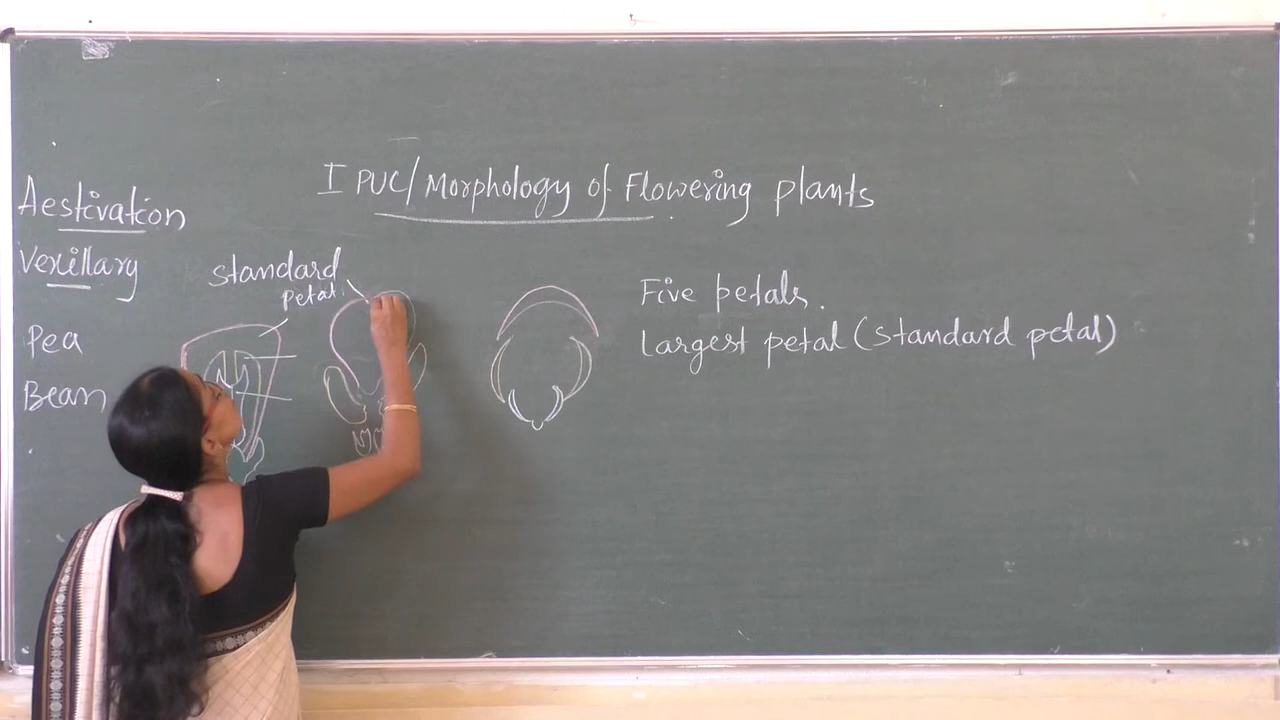 I PUC/Morphology of Flowering plants
Aestivation
Vexillary
Pea
Bean
standard
petal.
Five petals.
Largest petal (standard petal)